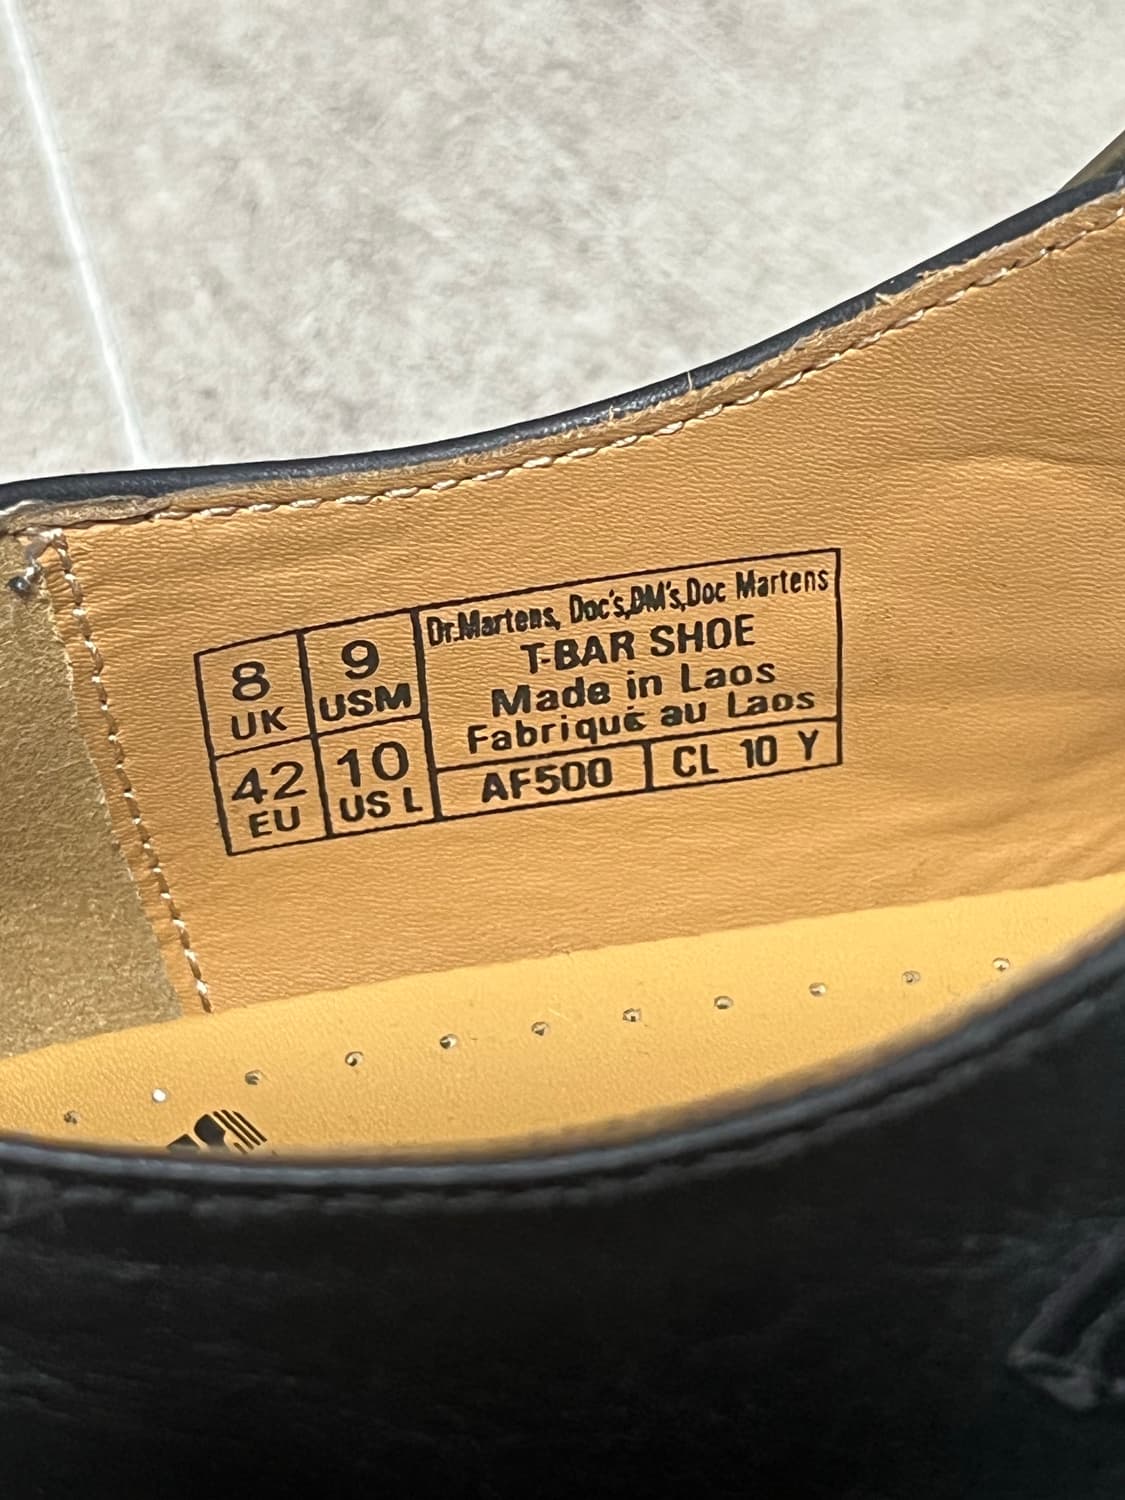 8
UK
9
USM
42
EU
10
US L
Dr.Martens, Doc's,DM's,Doc Martens
T-BAR SHOE
Made in Laos
Fabriqué au Laos
AF500
CL 10 Y